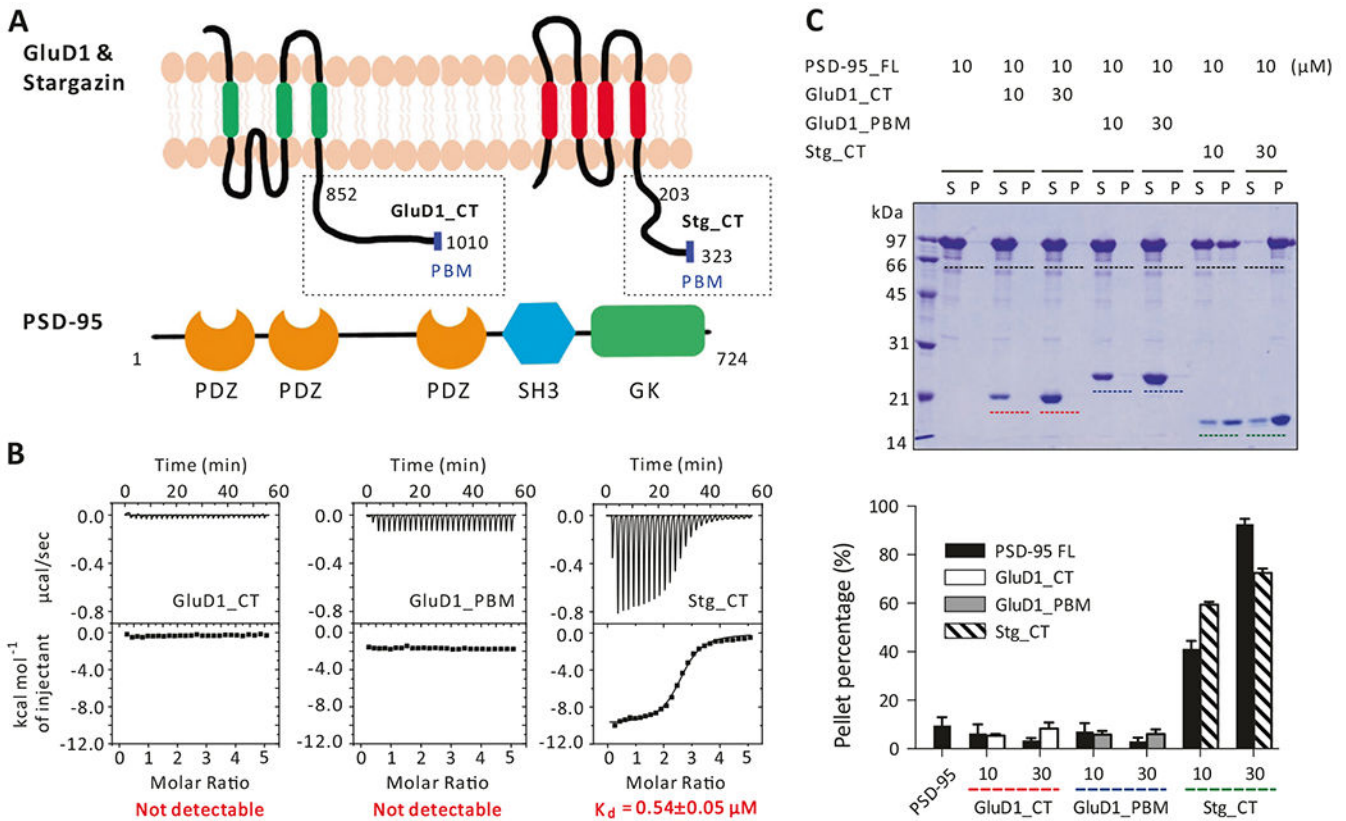 A
GluD1 &
Stargazin
852
GluD1_CT
1010
PBM
203
Stg_CT
323
PBM
PSD-95
1
724
PDZ PDZ PDZ SH3 GK
B
Time (min) Time (min) Time (min)
0 20 40 60 0 20 40 60 0 20 40 60
µcal/sec
0.0 0.0 0.0
-0.4 -0.4 -0.4
-0.8 -0.8 -0.8
GluD1_CT GluD1_PBM Stg_CT
kcal mol⁻¹
of injectant
0.0 0.0 0.0
-4.0 -4.0 -4.0
-8.0 -8.0 -8.0
-12.0 -12.0 -12.0
0 1 2 3 4 5 0 1 2 3 4 5 0 1 2 3 4 5
Molar Ratio Molar Ratio Molar Ratio
Not detectable Not detectable Kd = 0.54±0.05 µM
C
PSD-95_FL 10 10 10 10 10 10 10 (µM)
GluD1_CT 10 30
GluD1_PBM 10 30
Stg_CT 10 30
S P S P S P S P S P S P S P
kDa
97
66
45
31
21
14
Pellet percentage (%)
100
80
60
40
20
0
PSD-95 FL
GluD1_CT
GluD1_PBM
Stg_CT
PSD-95 10 30 10 30 10 30
GluD1_CT GluD1_PBM Stg_CT